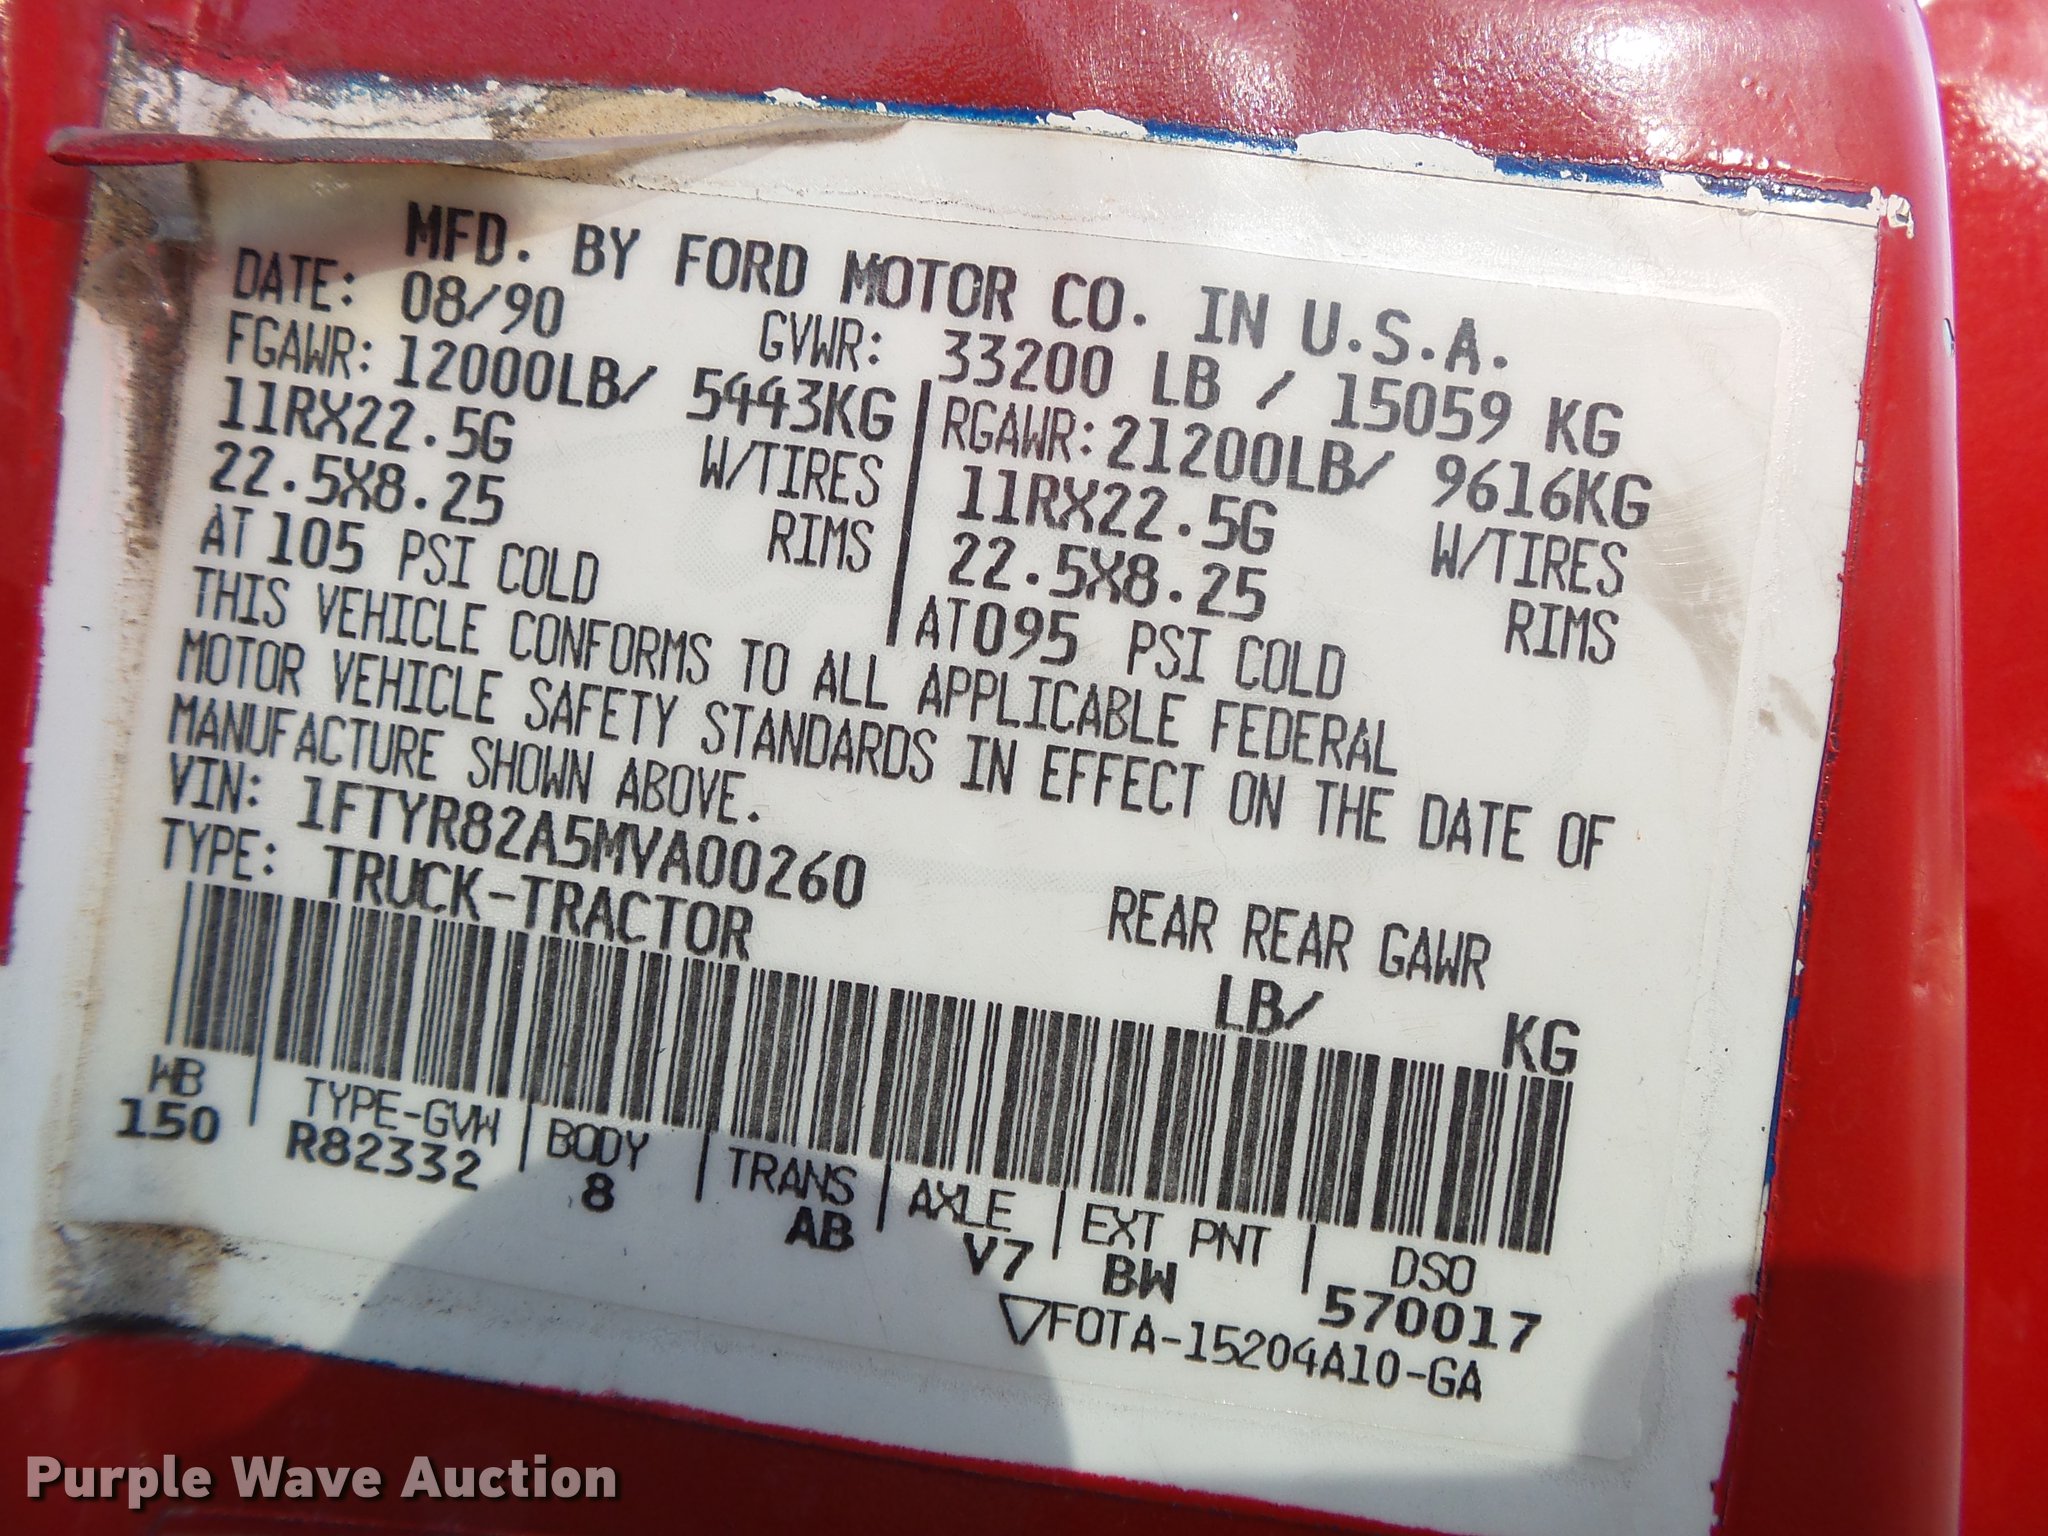 MFD. BY FORD MOTOR CO. IN U.S.A.
DATE: 08/90 GVWR: 33200 LB / 15059 KG
FGAWR: 12000LB/ 5443KG RGAWR: 21200LB/ 9616KG
11RX22.5G W/TIRES 11RX22.5G W/TIRES
22.5X8.25 RIMS 22.5X8.25 RIMS
AT 105 PSI COLD AT 095 PSI COLD
THIS VEHICLE CONFORMS TO ALL APPLICABLE FEDERAL
MOTOR VEHICLE SAFETY STANDARDS IN EFFECT ON THE DATE OF
MANUFACTURE SHOWN ABOVE.
VIN: 1FTYR82A5MVA00260 REAR REAR GAWR
TYPE: TRUCK-TRACTOR LB/ KG
WB TYPE-GVW BODY TRANS AXLE EXT PNT DSO
150 R82332 8 AB V7 BW 570017
▽FOTA-15204A10-GA
Purple Wave Auction